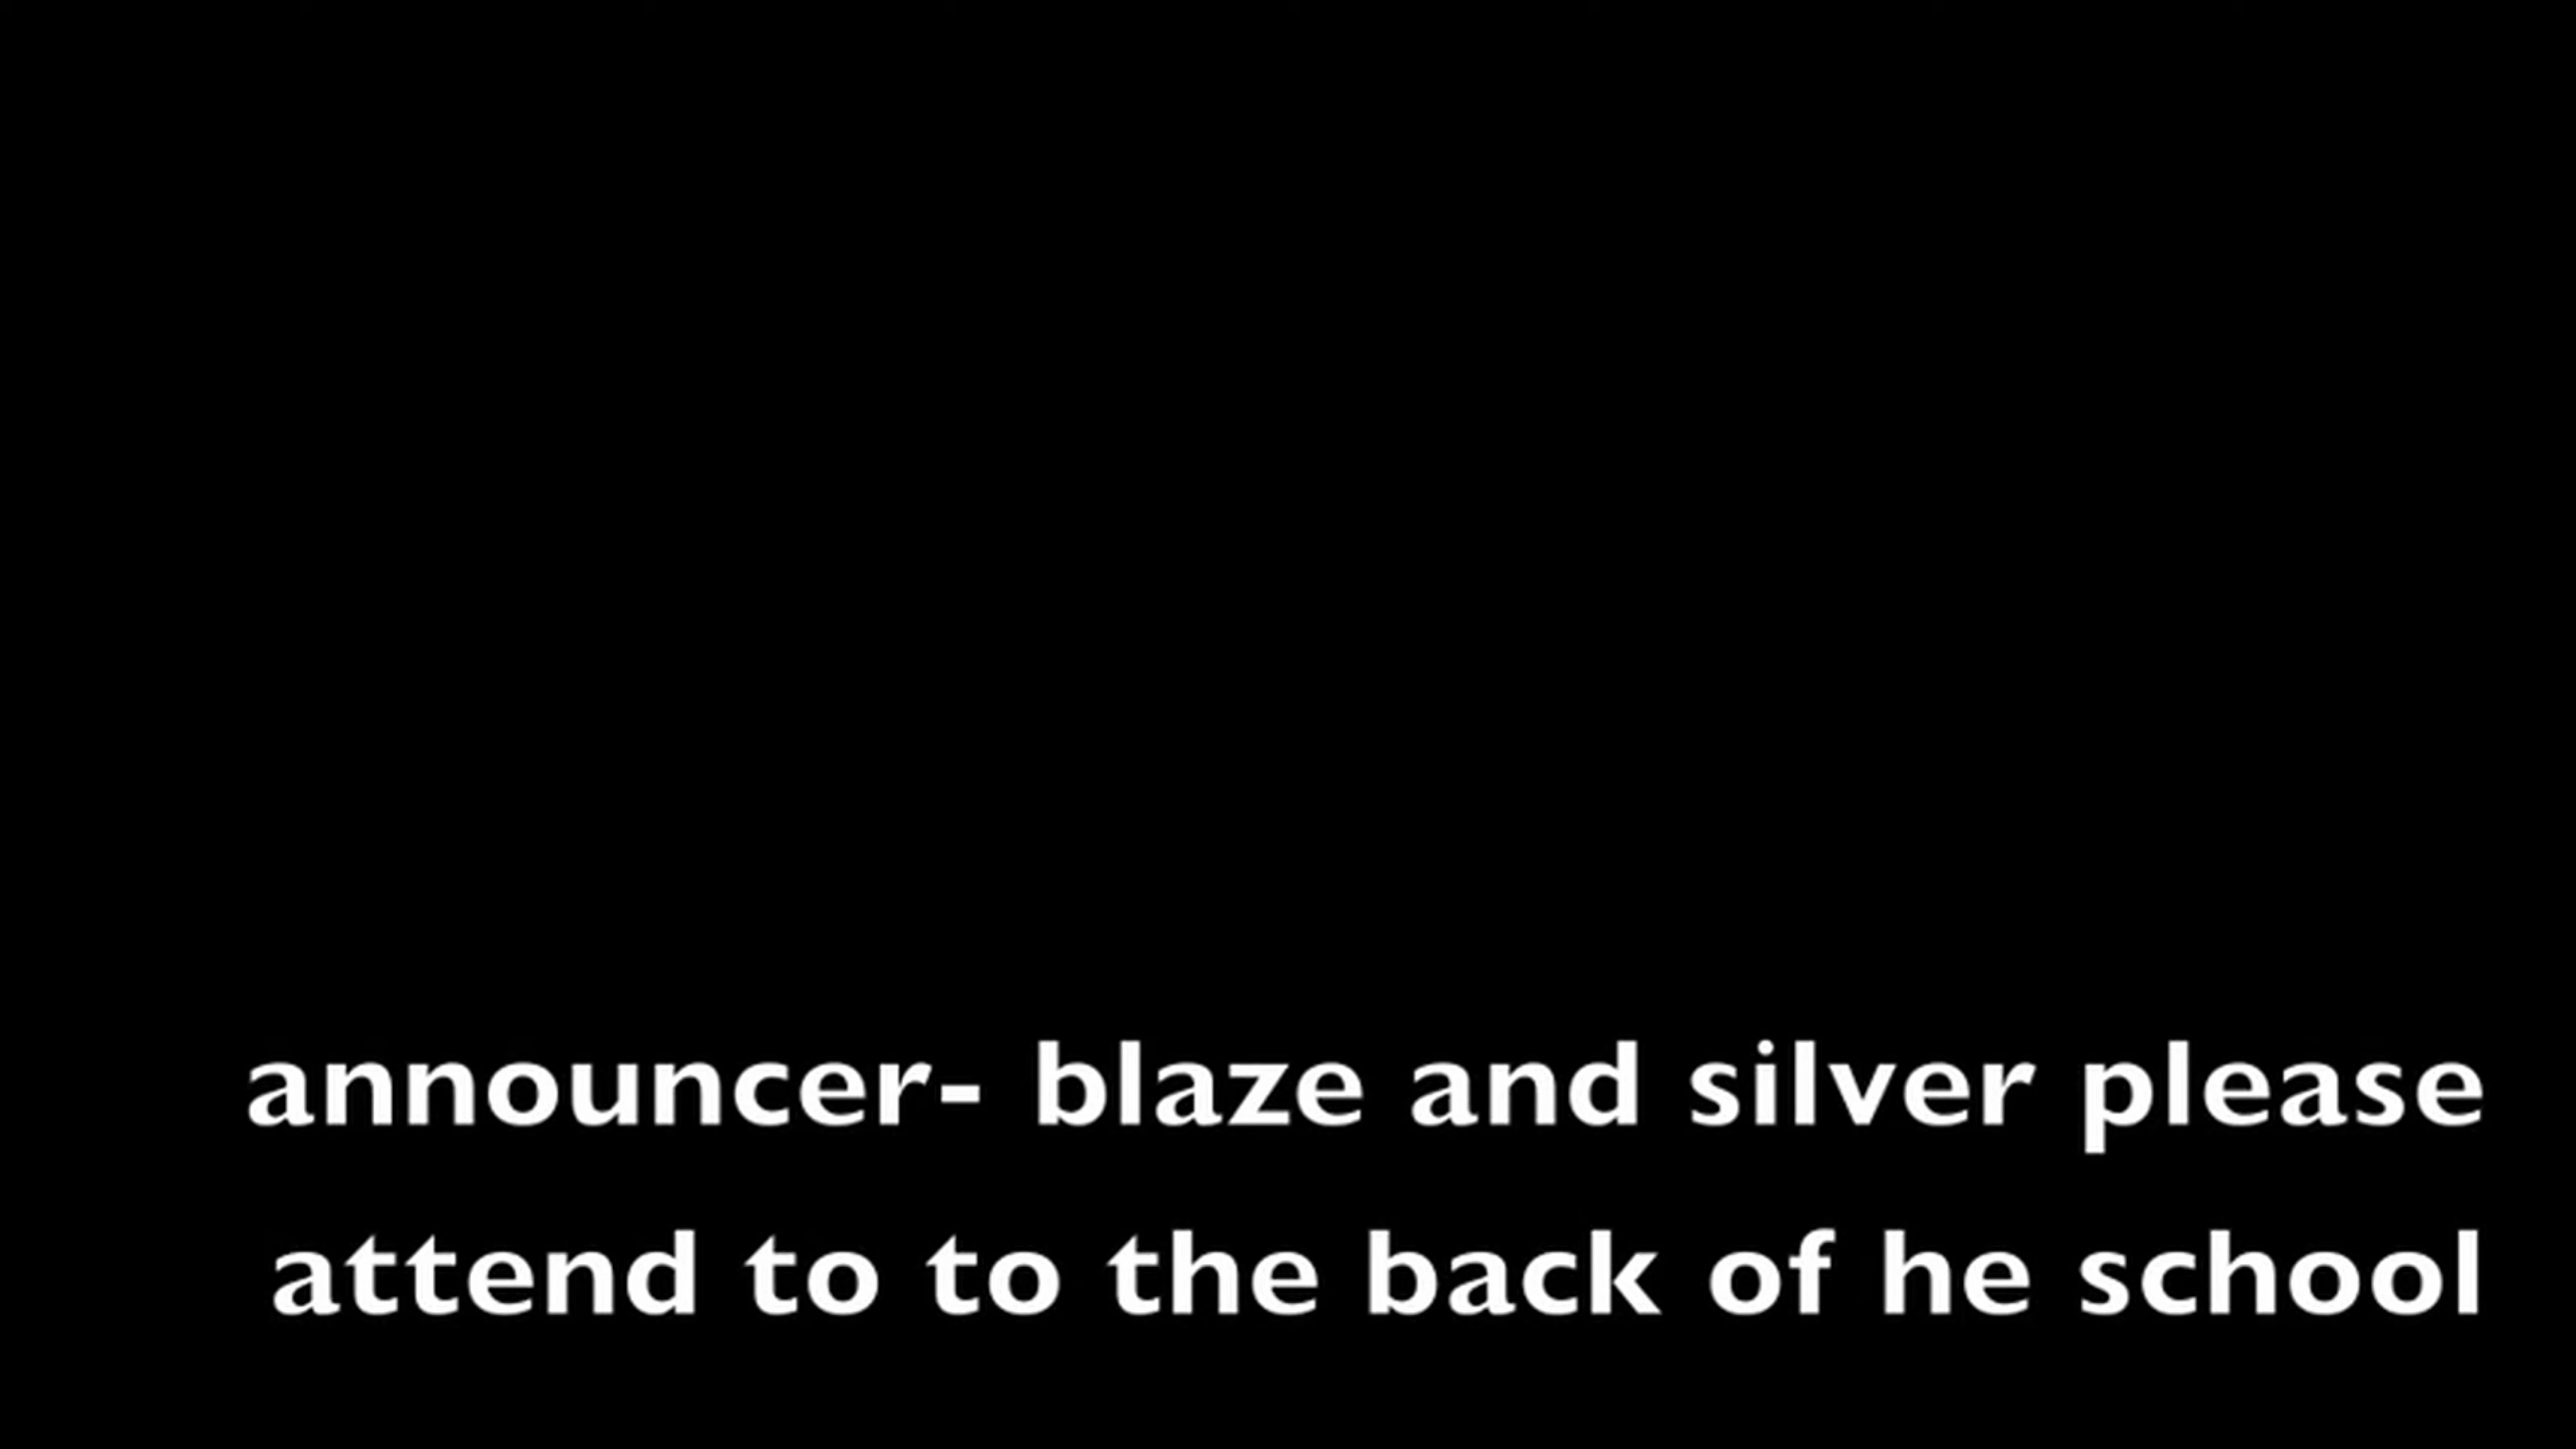 announcer- blaze and silver please
attend to to the back of he school